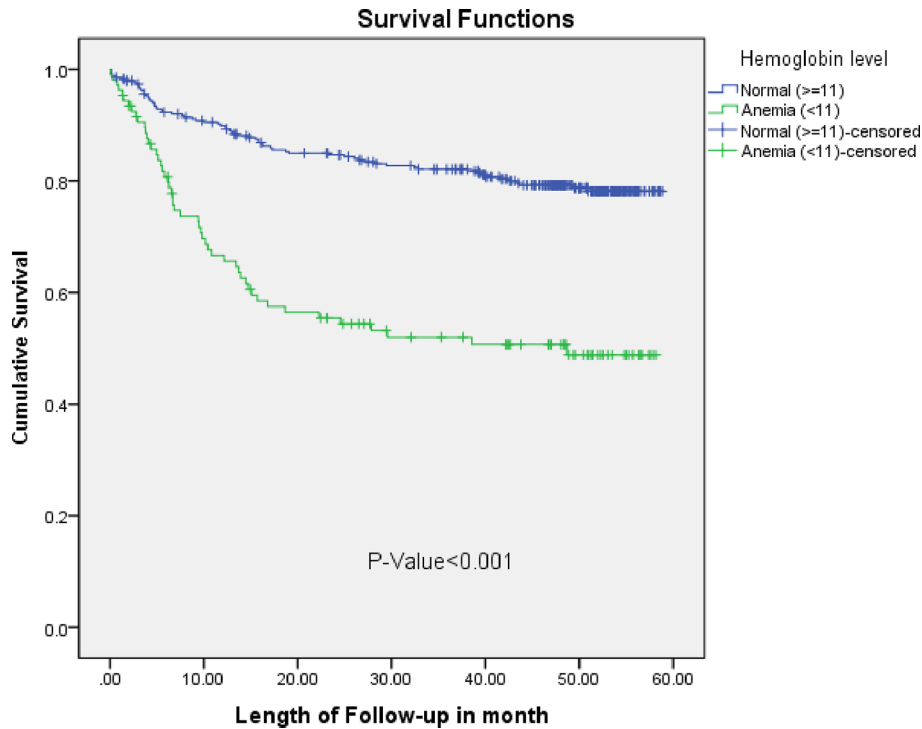 Survival Functions
Hemoglobin level
Normal (>=11)
Anemia (<11)
Normal (>=11)-censored
Anemia (<11)-censored
Cumulative Survival
1.0
0.8
0.6
0.4
0.2
0.0
P-Value<0.001
.00 10.00 20.00 30.00 40.00 50.00 60.00
Length of Follow-up in month